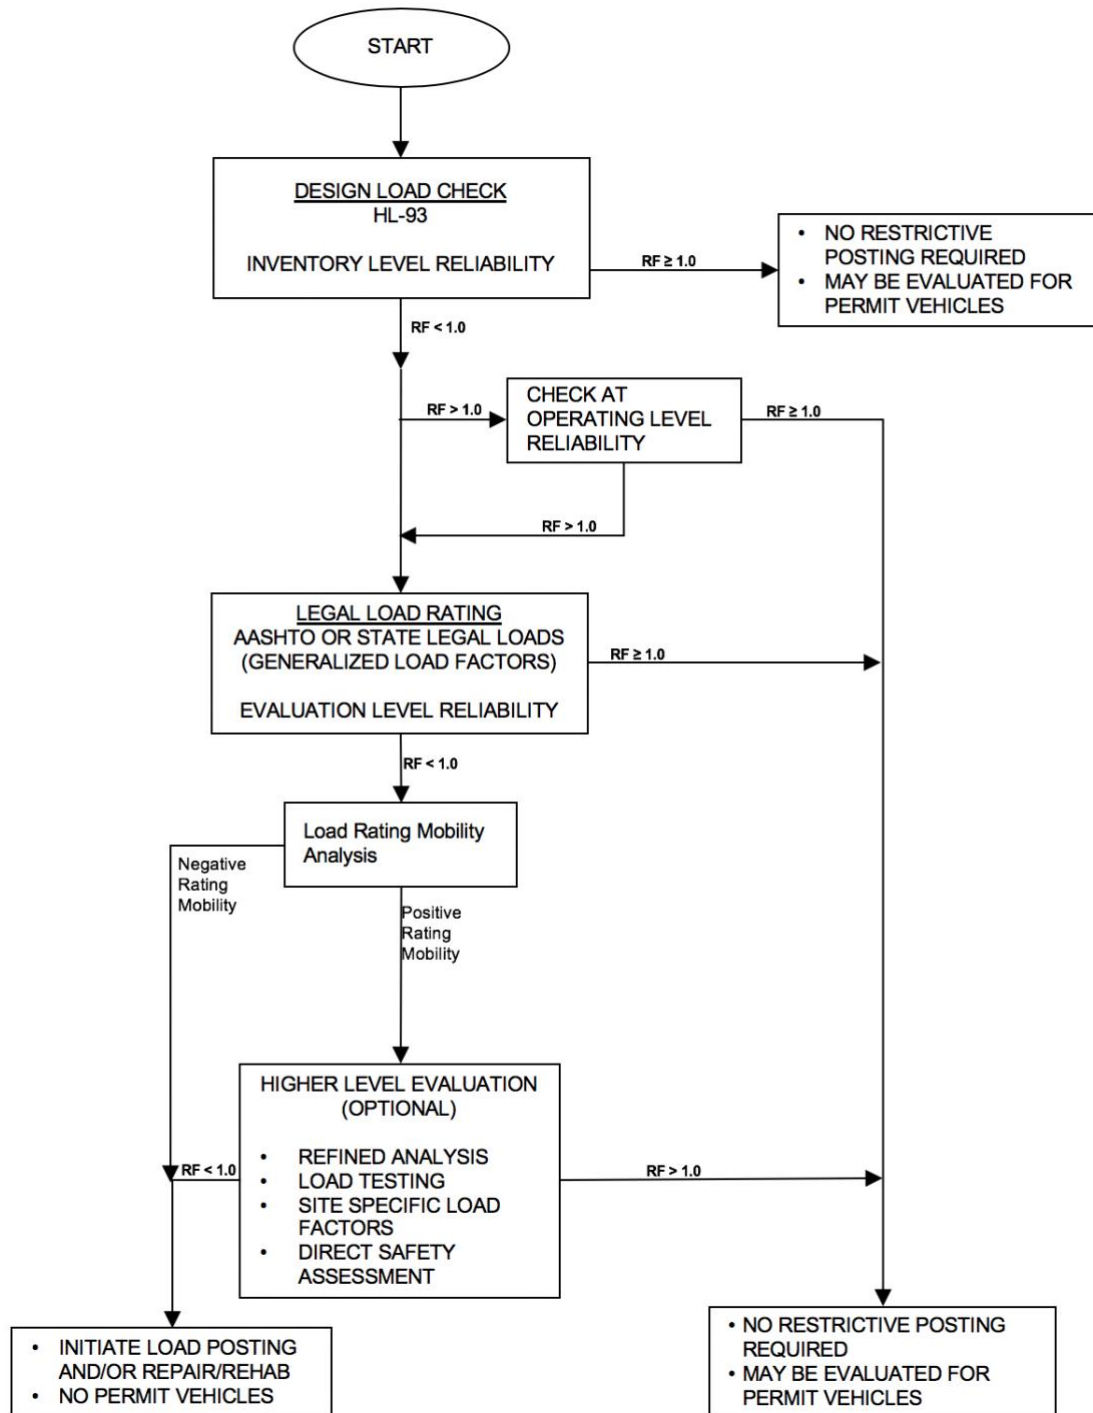 START
DESIGN LOAD CHECK
HL-93
INVENTORY LEVEL RELIABILITY
RF ≥ 1.0
• NO RESTRICTIVE
POSTING REQUIRED
• MAY BE EVALUATED FOR
PERMIT VEHICLES
RF < 1.0
RF > 1.0
CHECK AT
OPERATING LEVEL
RELIABILITY
RF ≥ 1.0
RF > 1.0
LEGAL LOAD RATING
AASHTO OR STATE LEGAL LOADS
(GENERALIZED LOAD FACTORS)
EVALUATION LEVEL RELIABILITY
RF ≥ 1.0
RF < 1.0
Load Rating Mobility
Analysis
Negative
Rating
Mobility
Positive
Rating
Mobility
HIGHER LEVEL EVALUATION
(OPTIONAL)
• REFINED ANALYSIS
• LOAD TESTING
• SITE SPECIFIC LOAD
FACTORS
• DIRECT SAFETY
ASSESSMENT
RF < 1.0
RF > 1.0
• INITIATE LOAD POSTING
AND/OR REPAIR/REHAB
• NO PERMIT VEHICLES
• NO RESTRICTIVE POSTING
REQUIRED
• MAY BE EVALUATED FOR
PERMIT VEHICLES